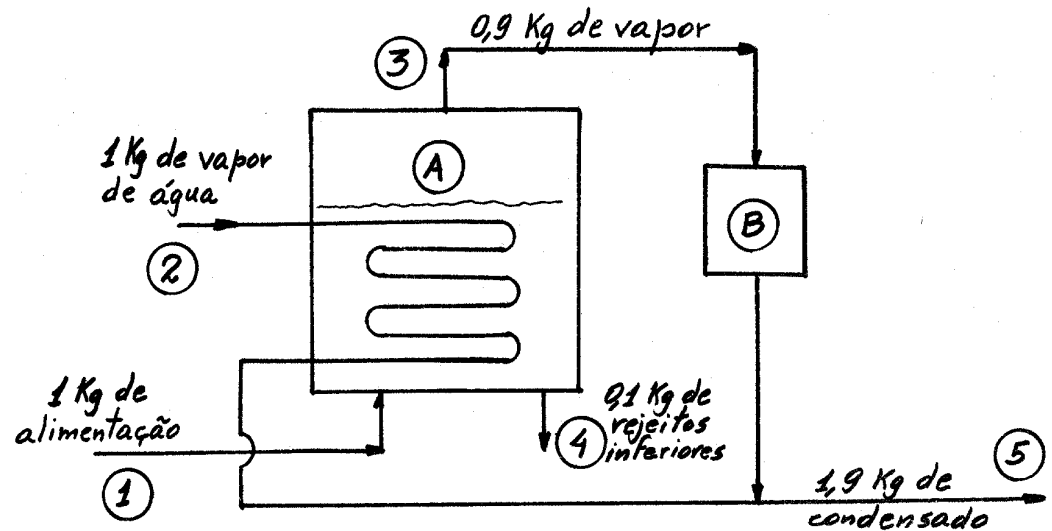 0,9 Kg de vapor
3
A
1 Kg de vapor
de água
2
B
1 Kg de
alimentação
1
0,1 Kg de
rejeitos
inferiores
4
5
1,9 Kg de
condensado